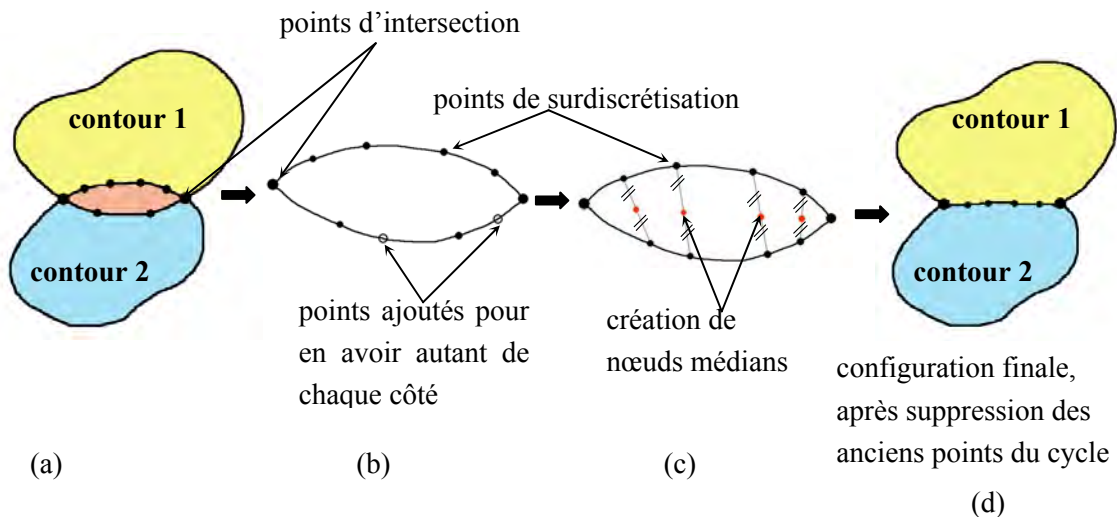 points d’intersection
contour 1
contour 2
points de surdiscrétisation
contour 1
contour 2
points ajoutés pour
en avoir autant de
chaque côté
création de
nœuds médians
configuration finale,
après suppression des
anciens points du cycle
(a)
(b)
(c)
(d)